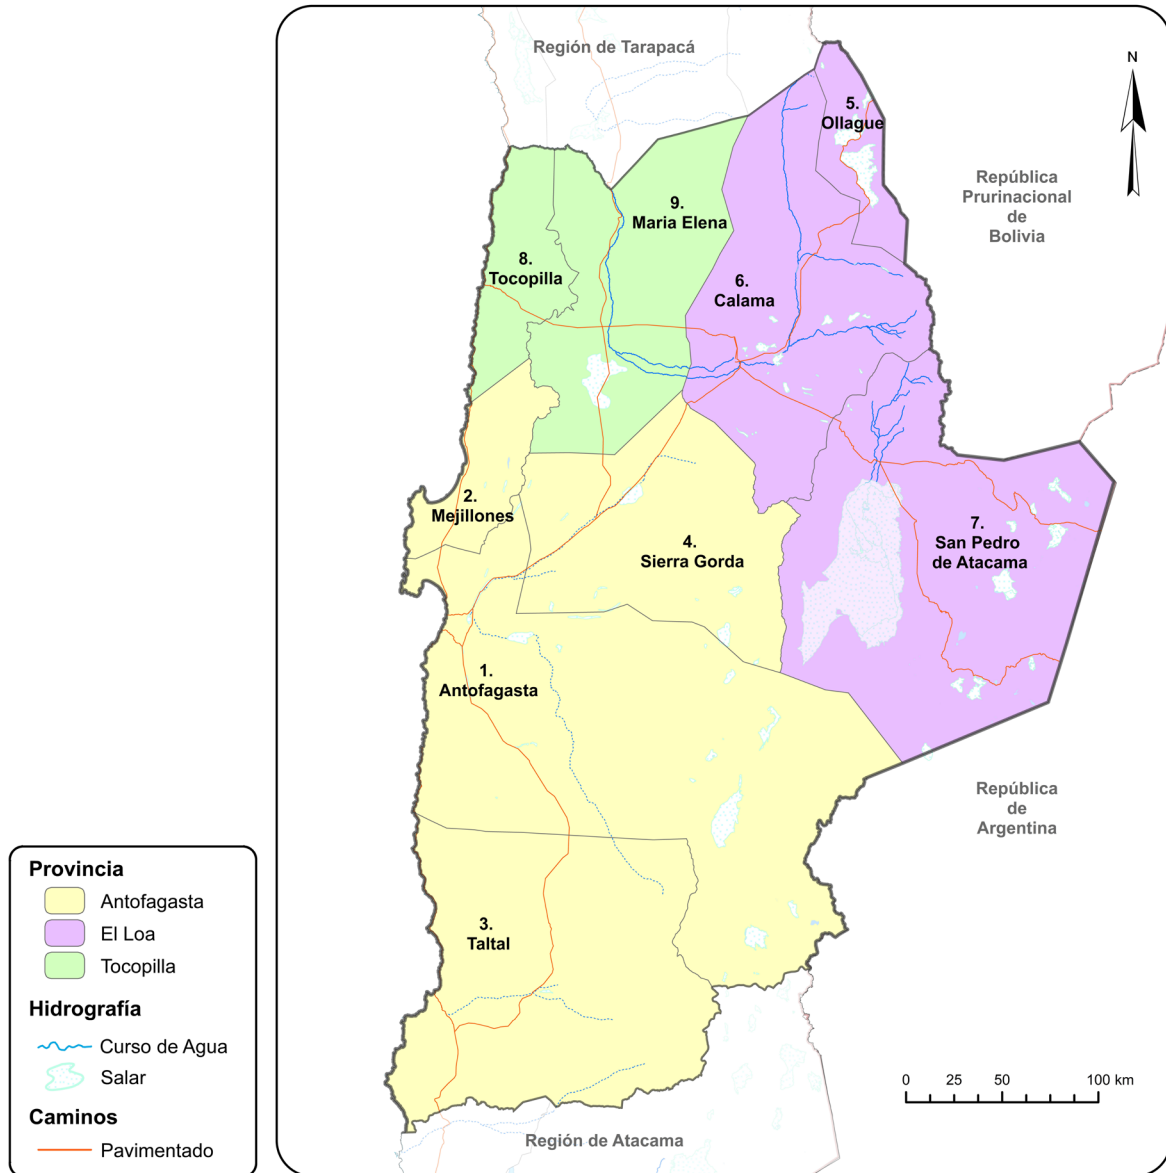 Región de Tarapacá
N
5.
Ollague
República
Prurinacional
de
Bolivia
9.
Maria Elena
8.
Tocopilla
6.
Calama
2.
Mejillones
7.
San Pedro
de Atacama
4.
Sierra Gorda
1.
Antofagasta
República
de
Argentina
3.
Taltal
Provincia
Antofagasta
El Loa
Tocopilla
Hidrografía
Curso de Agua
Salar
Caminos
Pavimentado
0 25 50 100 km
Región de Atacama